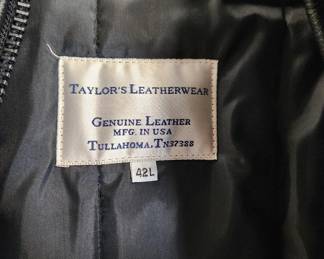 TAYLOR'S LEATHERWEAR
GENUINE LEATHER
MFG. IN USA
TULLAHOMA, TN37388
42L